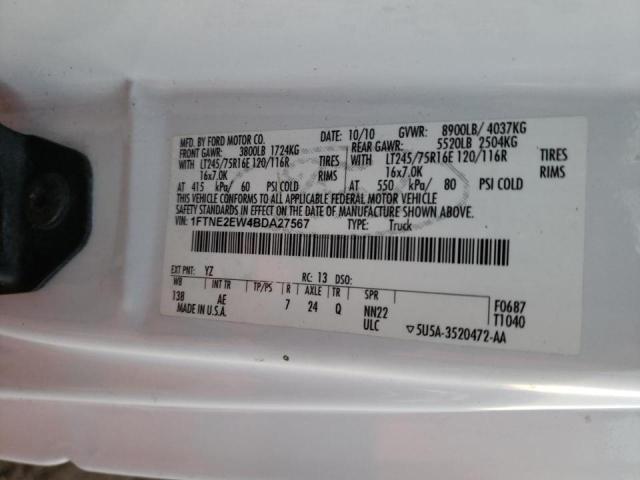 MFD. BY FORD MOTOR CO. DATE: 10/10 GVWR: 8900LB/ 4037KG
FRONT GAWR: 3800LB 1724KG REAR GAWR: 5520LB 2504KG
WITH LT245/75R16E 120/116R TIRES WITH LT245/75R16E 120/116R TIRES
16x7.0K RIMS 16x7.0K RIMS
AT 415 kPa/ 60 PSI COLD AT 550 kPa/ 80 PSI COLD
THIS VEHICLE CONFORMS TO ALL APPLICABLE FEDERAL MOTOR VEHICLE
SAFETY STANDARDS IN EFFECT ON THE DATE OF MANUFACTURE SHOWN ABOVE.
VIN: 1FTNE2EW4BDA27567 TYPE: Truck
EXT PNT: YZ RC: 13 DSO:
WB INT TR TP/PS R AXLE TR SPR
138 AE 7 24 Q NN22 F0687
MADE IN U.S.A. ULC T1040
5U5A-3520472-AA